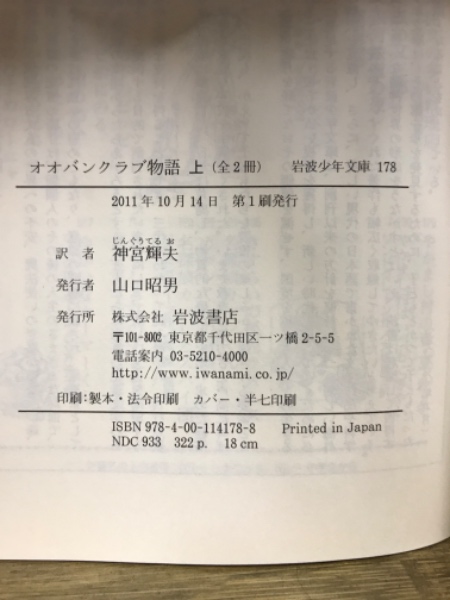 オオバンクラブ物語 上（全2冊） 岩波少年文庫 178
2011年10月14日 第1刷発行
じんぐうてるお
訳者 神宮輝夫
発行者 山口昭男
発行所 株式会社 岩波書店
〒101-8002 東京都千代田区一ツ橋2-5-5
電話案内 03-5210-4000
http://www.iwanami.co.jp/
印刷:製本・法令印刷 カバー・半七印刷
ISBN 978-4-00-114178-8 Printed in Japan
NDC 933 322 p. 18 cm